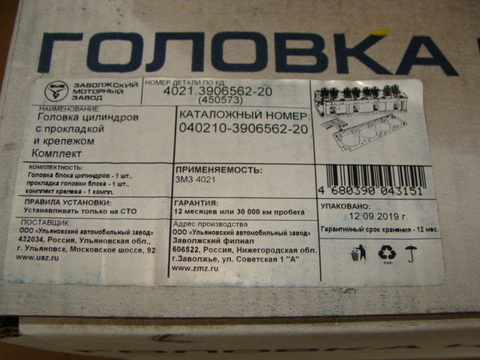 ГОЛОВКА
ЗАВОЛЖСКИЙ
МОТОРНЫЙ
ЗАВОД
НОМЕР ДЕТАЛИ ПО КД:
4021.3906562-20
(450573)
НАИМЕНОВАНИЕ
Головка цилиндров
с прокладкой
и крепежом
Комплект
КАТАЛОЖНЫЙ НОМЕР:
040210-3906562-20
КОМПЛЕКТНОСТЬ:
Головка блока цилиндров - 1 шт.,
прокладка головки блока - 1 шт.,
комплект крепежа - 1 компл.
ПРИМЕНЯЕМОСТЬ:
ЗМЗ 4021
4 680390 043151
ПРАВИЛА УСТАНОВКИ:
Устанавливать только на СТО
ГАРАНТИЯ:
12 месяцев или 30 000 км пробега
УПАКОВАНО:
12.09.2019 г.
Гарантийный срок хранения - 12 мес.
ПОСТАВЩИК:
ООО «Ульяновский автомобильный завод»
432034, Россия, Ульяновская обл.,
г. Ульяновск, Московское шоссе, 92
www.uaz.ru
Адрес производства
ООО «Ульяновский автомобильный завод»
Заволжский филиал
606522, Россия, Нижегородская обл.
г.Заволжье, ул. Советская 1 "А"
www.zmz.ru